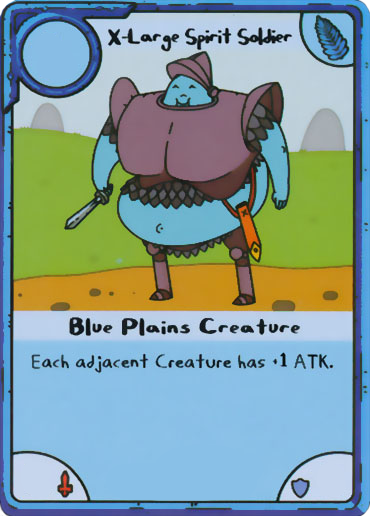 X-Large Spirit Soldier
Blue Plains Creature
Each adjacent Creature has +1 ATK.